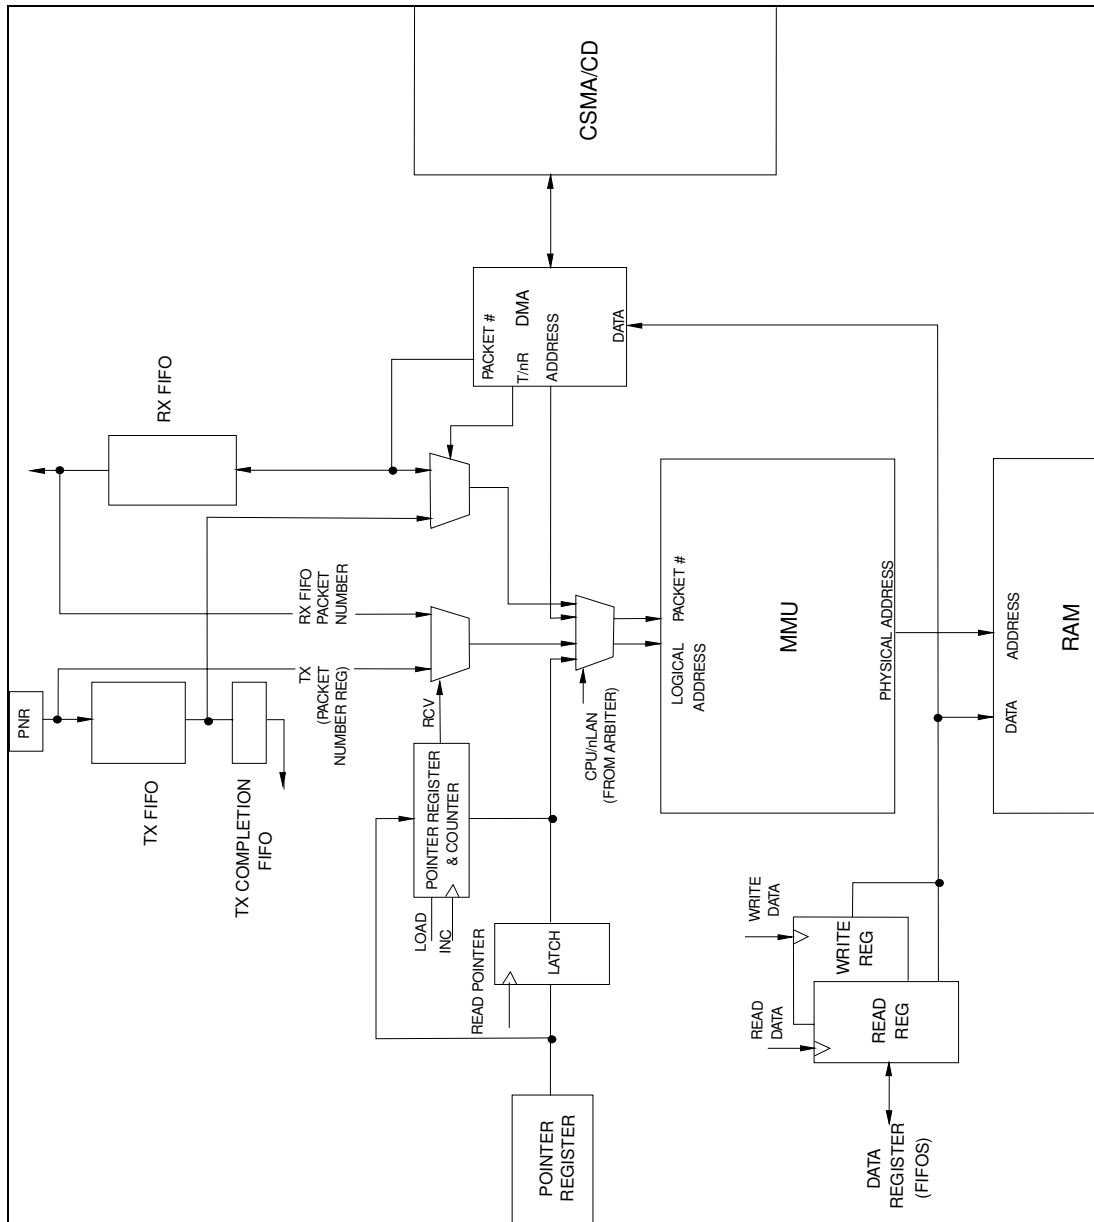 CSMA/CD
PACKET #
T/nR
DMA
ADDRESS
DATA
RX FIFO
RX FIFO
PACKET
NUMBER
TX
(PACKET
NUMBER REG)
PNR
TX FIFO
TX COMPLETION
FIFO
RCV
POINTER REGISTER
& COUNTER
LOAD
INC
CPU/nLAN
(FROM ARBITER)
PACKET #
LOGICAL
ADDRESS
MMU
PHYSICAL ADDRESS
ADDRESS
DATA
RAM
READ POINTER
LATCH
POINTER
REGISTER
WRITE
DATA
WRITE
REG
READ
DATA
READ
REG
DATA
REGISTER
(FIFOS)